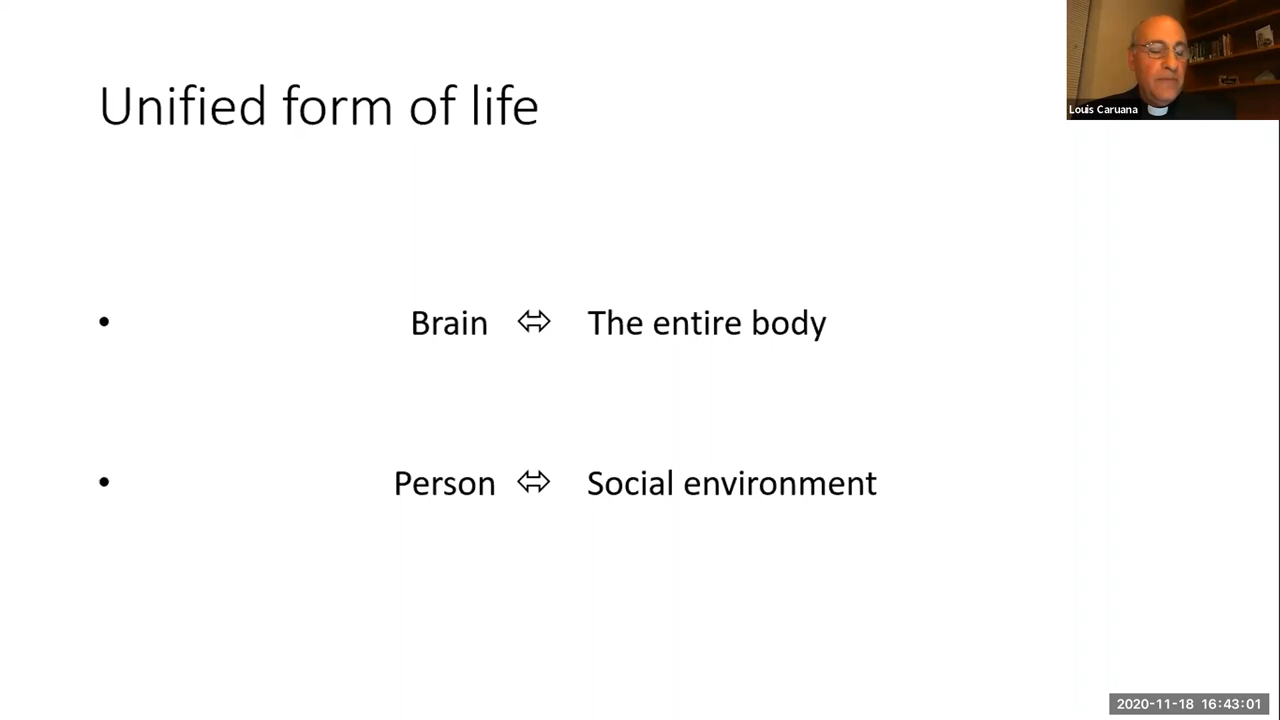 Unified form of life
Louis Caruana
• Brain ⬄ The entire body
• Person ⬄ Social environment
2020-11-18 16:43:01